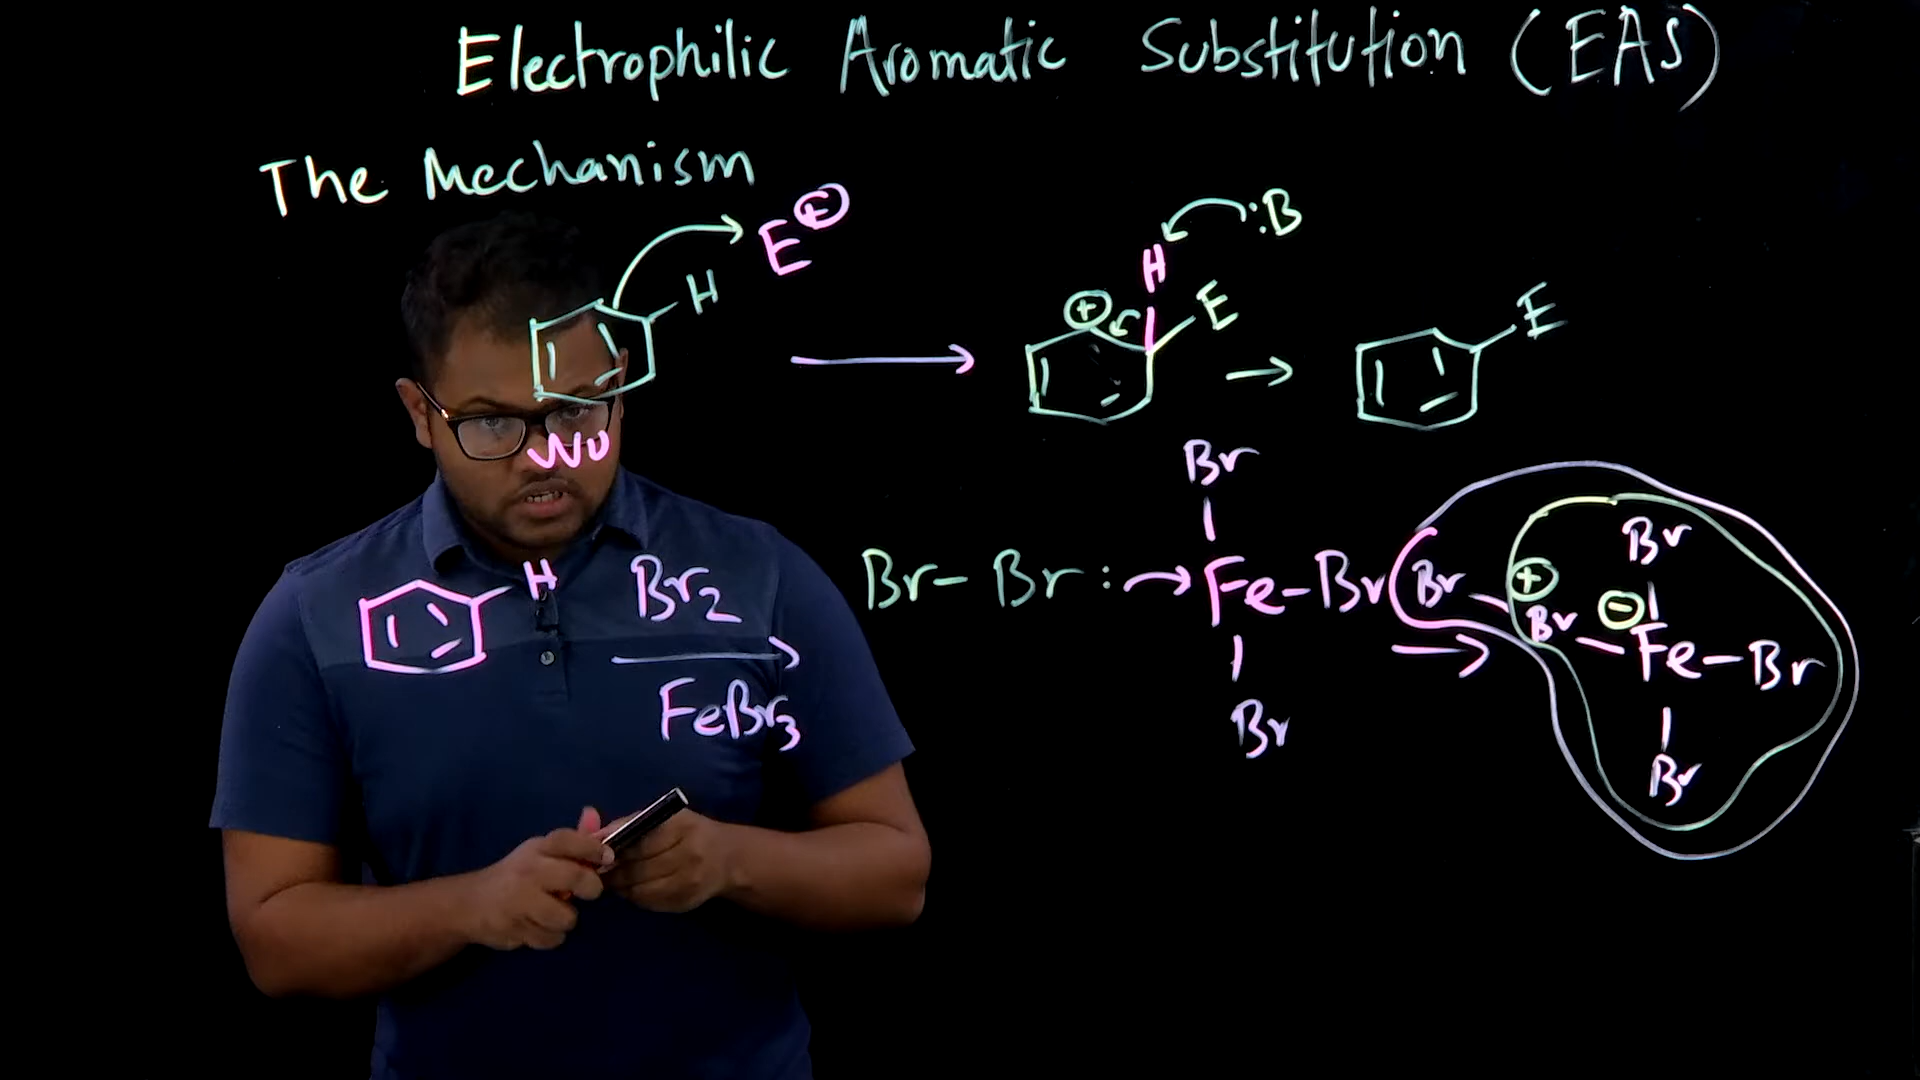 Electrophilic Aromatic Substitution (EAS)
The Mechanism
H E⊕
H :B
⊕ E
E
Nu
H Br2
FeBr3
Br
Br- Br: → Fe-Br
Br
Br
Br ⊕ Br ⊖ Fe-Br
Br